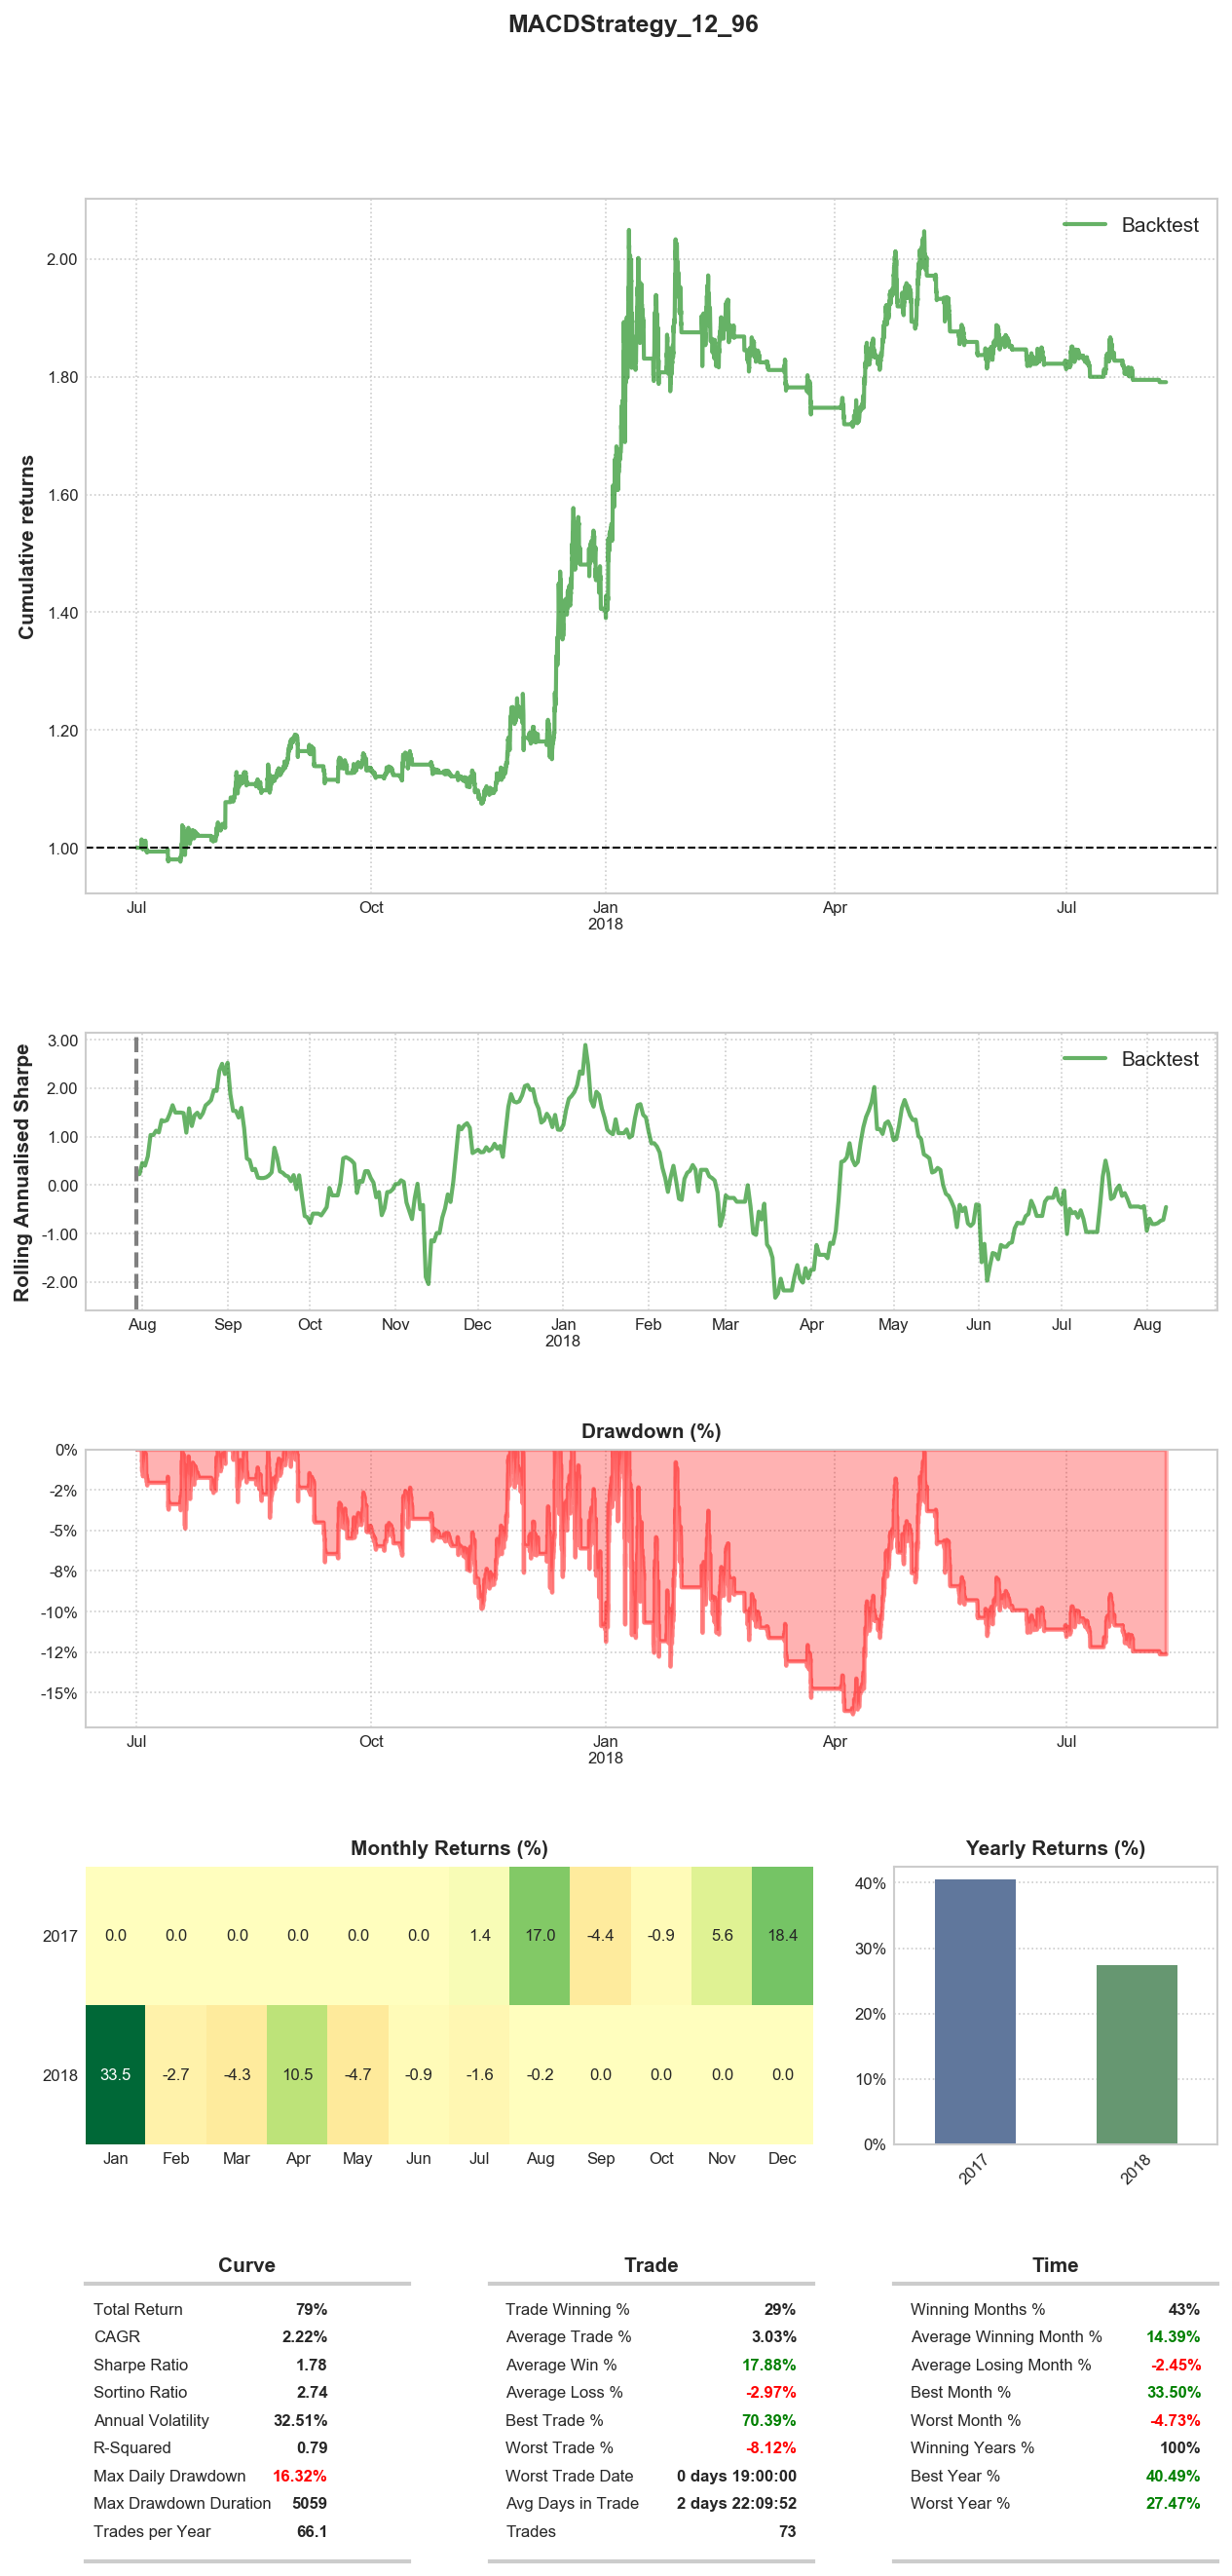 MACDStrategy_12_96
Backtest
Cumulative returns
2.00
1.80
1.60
1.40
1.20
1.00
Jul Oct Jan Apr Jul
2018
Backtest
Rolling Annualised Sharpe
3.00
2.00
1.00
0.00
-1.00
-2.00
Aug Sep Oct Nov Dec Jan Feb Mar Apr May Jun Jul Aug
2018
Drawdown (%)
0%
-2%
-5%
-8%
-10%
-12%
-15%
Jul Oct Jan Apr Jul
2018
Monthly Returns (%)
2017 0.0 0.0 0.0 0.0 0.0 0.0 1.4 17.0 -4.4 -0.9 5.6 18.4
2018 33.5 -2.7 -4.3 10.5 -4.7 -0.9 -1.6 -0.2 0.0 0.0 0.0 0.0
Jan Feb Mar Apr May Jun Jul Aug Sep Oct Nov Dec
Yearly Returns (%)
40%
30%
20%
10%
0%
2017 2018
Curve
Total Return 79%
CAGR 2.22%
Sharpe Ratio 1.78
Sortino Ratio 2.74
Annual Volatility 32.51%
R-Squared 0.79
Max Daily Drawdown 16.32%
Max Drawdown Duration 5059
Trades per Year 66.1
Trade
Trade Winning % 29%
Average Trade % 3.03%
Average Win % 17.88%
Average Loss % -2.97%
Best Trade % 70.39%
Worst Trade % -8.12%
Worst Trade Date 0 days 19:00:00
Avg Days in Trade 2 days 22:09:52
Trades 73
Time
Winning Months % 43%
Average Winning Month % 14.39%
Average Losing Month % -2.45%
Best Month % 33.50%
Worst Month % -4.73%
Winning Years % 100%
Best Year % 40.49%
Worst Year % 27.47%